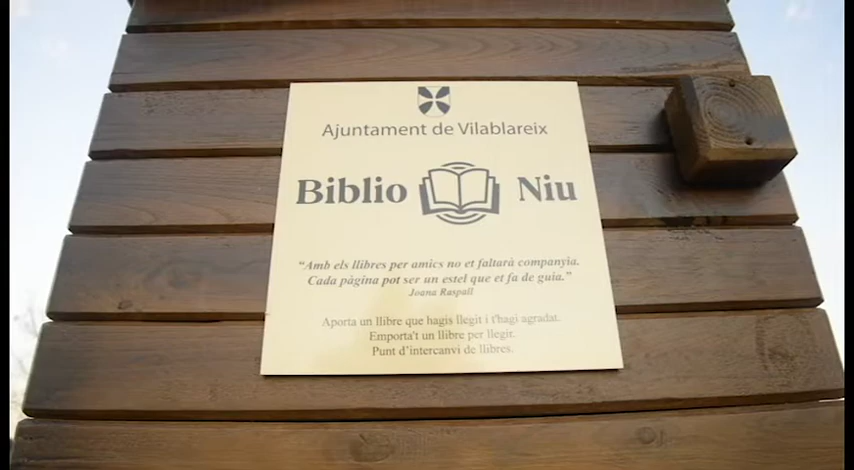 Ajuntament de Vilablareix
Biblio Niu
“Amb els llibres per amics no et faltarà companyia.
Cada pàgina pot ser un estel que et fa de guia.”
Joana Raspall
Aporta un llibre que hagis llegit i t'hagi agradat.
Emporta't un llibre per llegir.
Punt d'intercanvi de llibres.